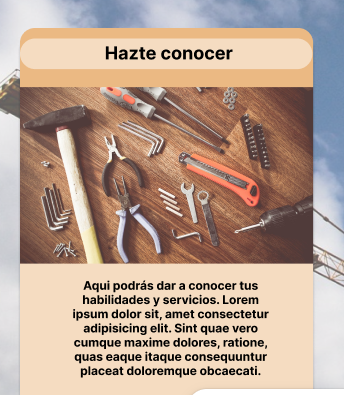 Hazte conocer
Aquí podrás dar a conocer tus
habilidades y servicios. Lorem
ipsum dolor sit, amet consectetur
adipisicing elit. Sint quae vero
cumque maxime dolores, ratione,
quas eaque itaque consequuntur
placeat doloremque obcaecati.